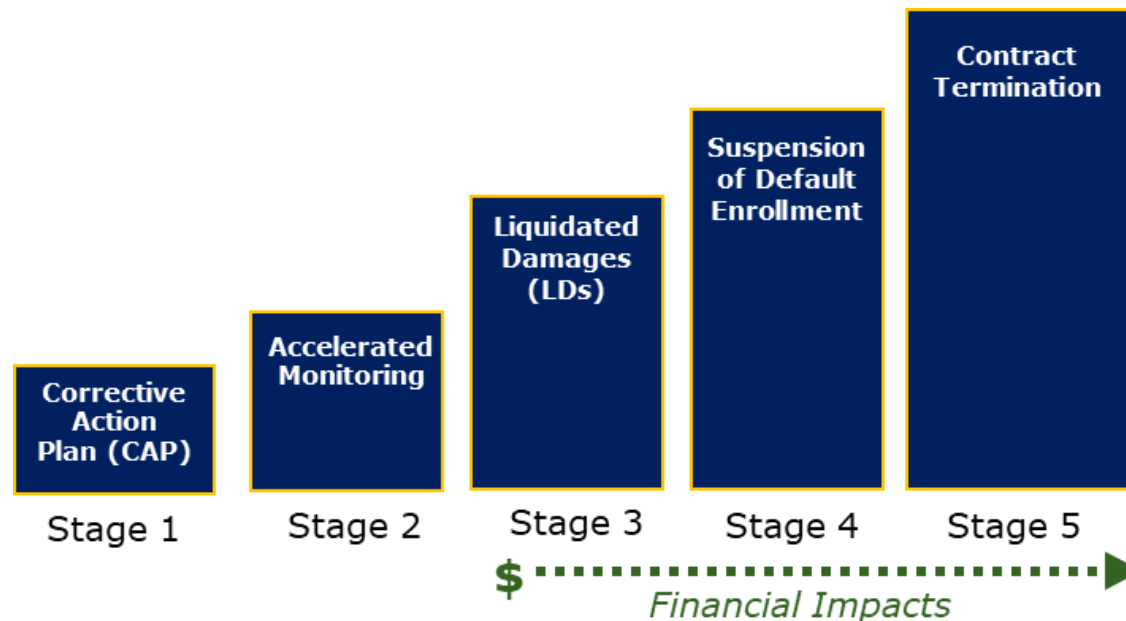 Corrective
Action
Plan (CAP)
Stage 1
Accelerated
Monitoring
Stage 2
Liquidated
Damages
(LDs)
Stage 3
Suspension
of Default
Enrollment
Stage 4
Contract
Termination
Stage 5
$
Financial Impacts